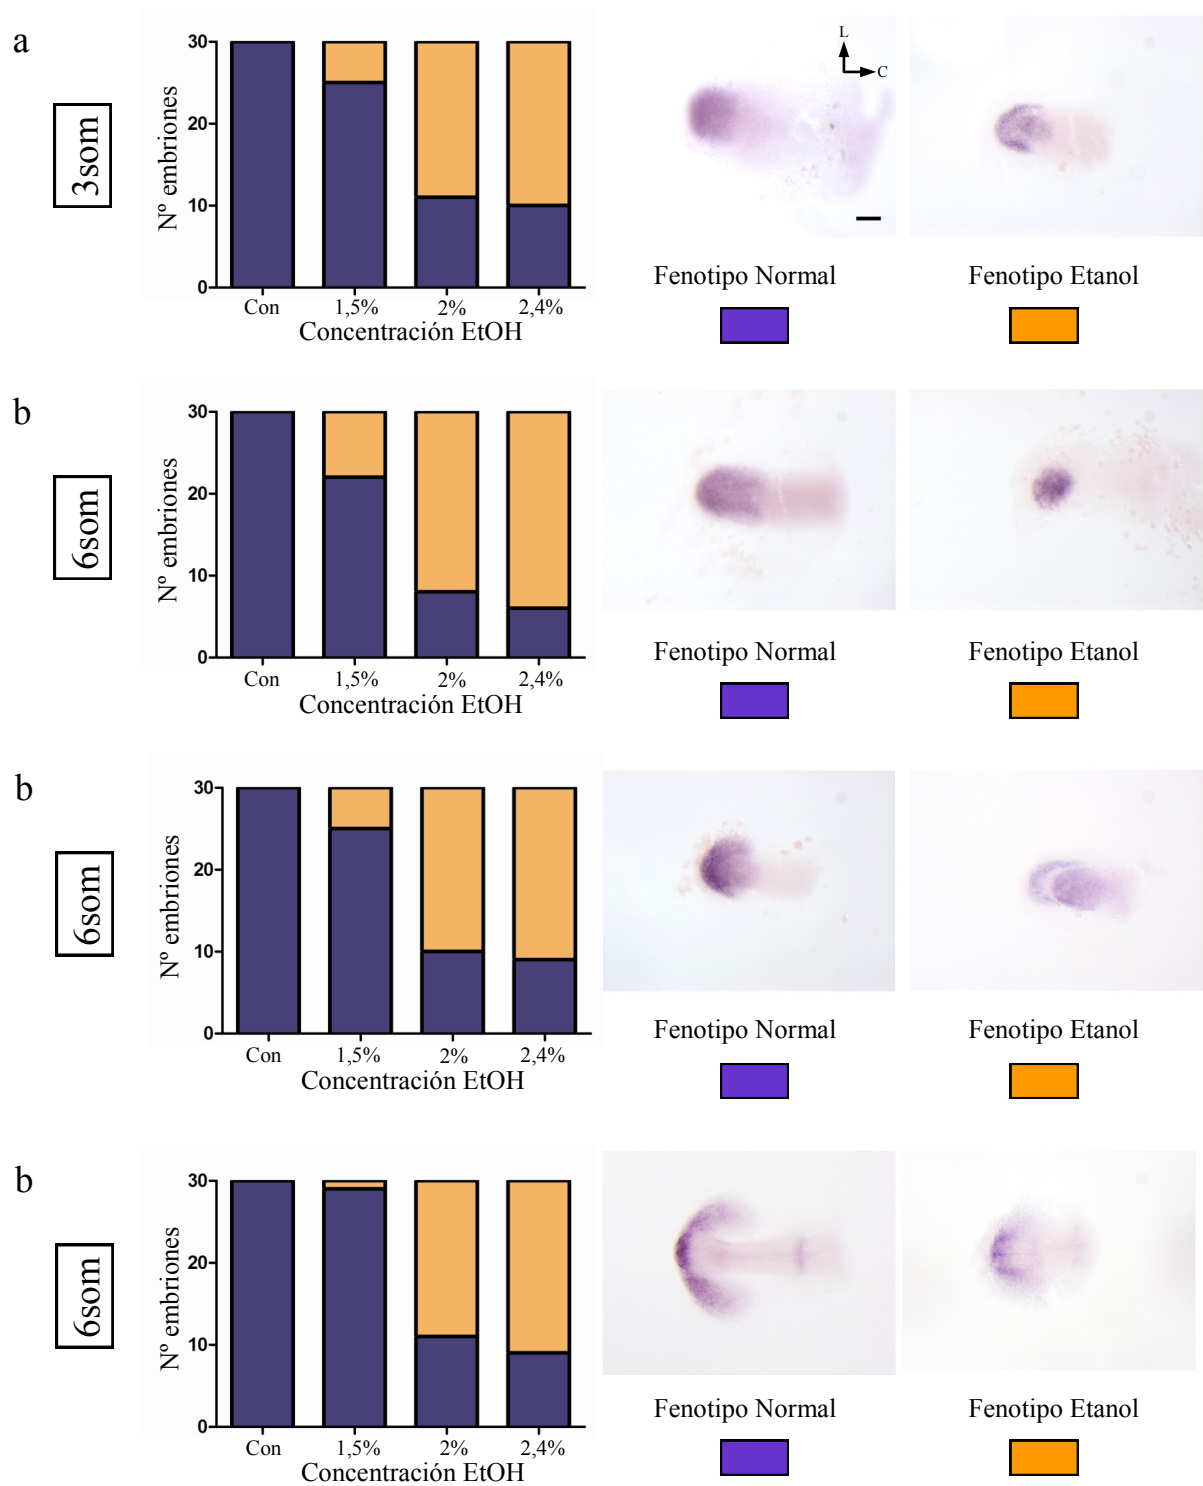 a
3som
Nº embriones
30
20
10
0
Con 1,5% 2% 2,4%
Concentración EtOH
L
C
Fenotipo Normal
Fenotipo Etanol
b
6som
Nº embriones
30
20
10
0
Con 1,5% 2% 2,4%
Concentración EtOH
Fenotipo Normal
Fenotipo Etanol
b
6som
Nº embriones
30
20
10
0
Con 1,5% 2% 2,4%
Concentración EtOH
Fenotipo Normal
Fenotipo Etanol
b
6som
Nº embriones
30
20
10
0
Con 1,5% 2% 2,4%
Concentración EtOH
Fenotipo Normal
Fenotipo Etanol